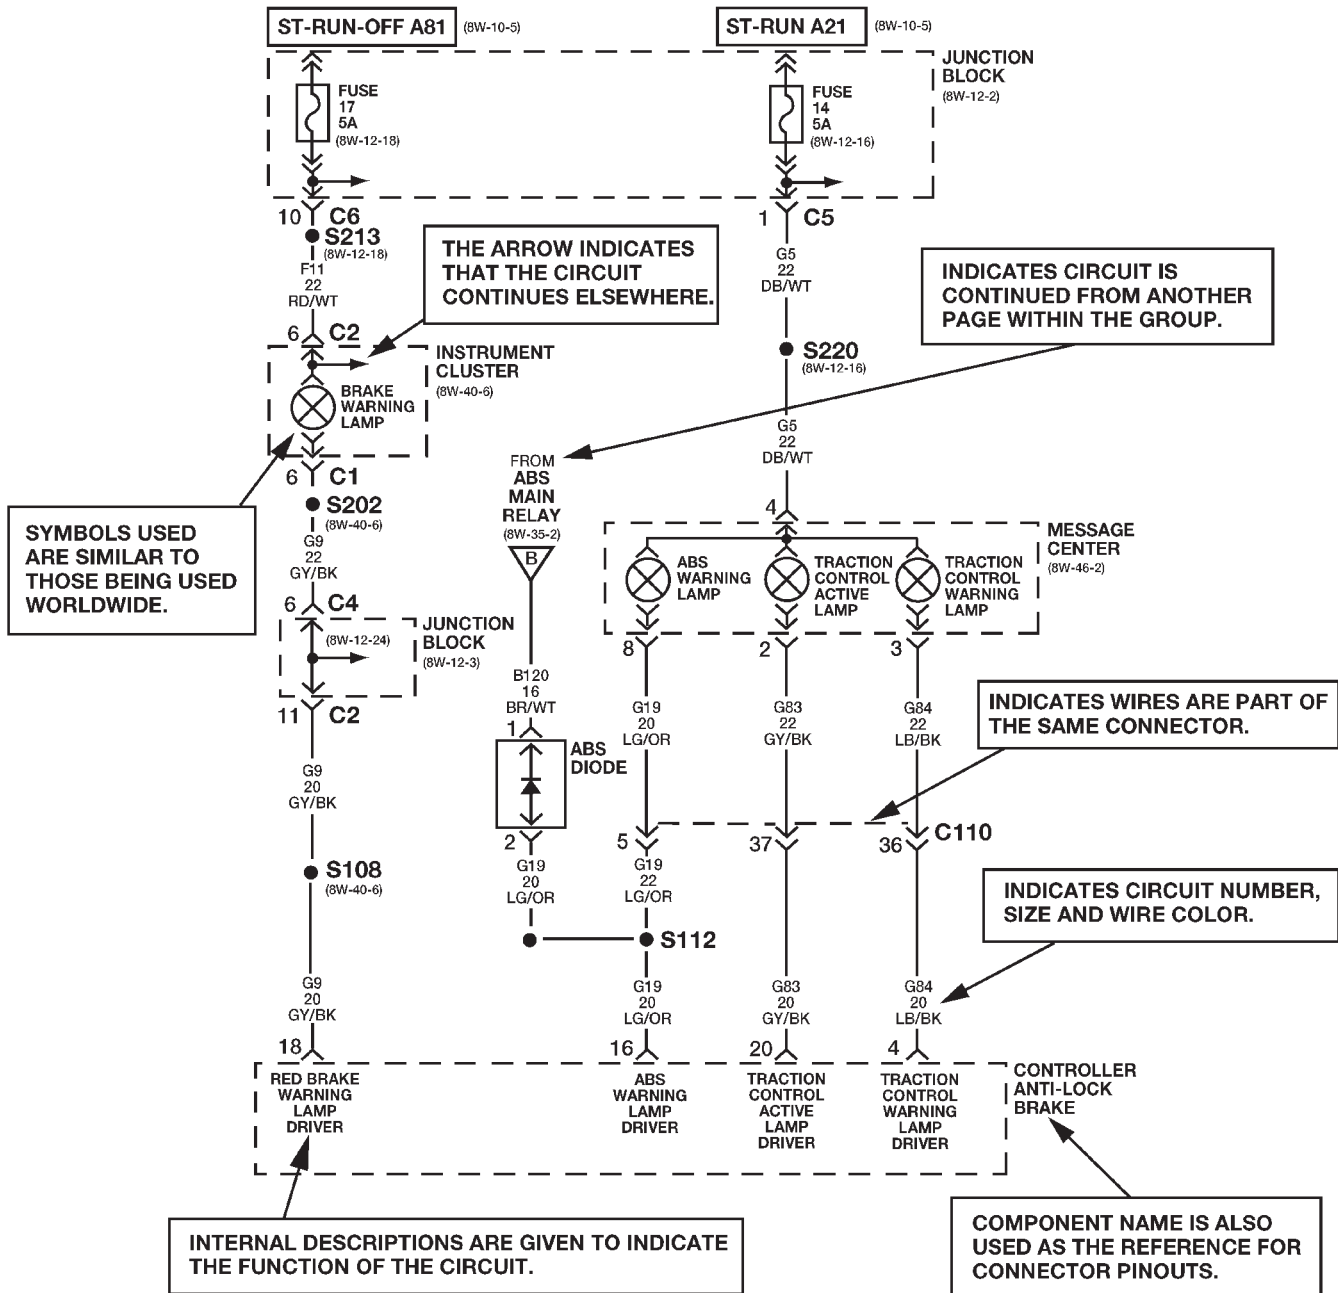 ST-RUN-OFF A81
(8W-10-5)
ST-RUN A21
(8W-10-5)
JUNCTION
BLOCK
(8W-12-2)
FUSE
17
5A
(8W-12-18)
FUSE
14
5A
(8W-12-16)
10
C6
S213
(8W-12-18)
F11
22
RD/WT
1
C5
G5
22
DB/WT
THE ARROW INDICATES
THAT THE CIRCUIT
CONTINUES ELSEWHERE.
INDICATES CIRCUIT IS
CONTINUED FROM ANOTHER
PAGE WITHIN THE GROUP.
6
C2
INSTRUMENT
CLUSTER
(8W-40-6)
BRAKE
WARNING
LAMP
S220
(8W-12-16)
G5
22
DB/WT
6
C1
S202
(8W-40-6)
G9
22
GY/BK
FROM
ABS
MAIN
RELAY
(8W-35-2)
B
SYMBOLS USED
ARE SIMILAR TO
THOSE BEING USED
WORLDWIDE.
4
MESSAGE
CENTER
(8W-46-2)
ABS
WARNING
LAMP
TRACTION
CONTROL
ACTIVE
LAMP
TRACTION
CONTROL
WARNING
LAMP
6
C4
(8W-12-24)
JUNCTION
BLOCK
(8W-12-3)
8
2
3
B120
16
BR/WT
11
C2
G19
20
LG/OR
G83
22
GY/BK
G84
22
LB/BK
INDICATES WIRES ARE PART OF
THE SAME CONNECTOR.
1
ABS
DIODE
G9
20
GY/BK
2
5
37
36
C110
G19
20
LG/OR
G19
22
LG/OR
S108
(8W-40-6)
INDICATES CIRCUIT NUMBER,
SIZE AND WIRE COLOR.
S112
G9
20
GY/BK
G19
20
LG/OR
G83
20
GY/BK
G84
20
LB/BK
18
16
20
4
RED BRAKE
WARNING
LAMP
DRIVER
ABS
WARNING
LAMP
DRIVER
TRACTION
CONTROL
ACTIVE
LAMP
DRIVER
TRACTION
CONTROL
WARNING
LAMP
DRIVER
CONTROLLER
ANTI-LOCK
BRAKE
INTERNAL DESCRIPTIONS ARE GIVEN TO INDICATE
THE FUNCTION OF THE CIRCUIT.
COMPONENT NAME IS ALSO
USED AS THE REFERENCE FOR
CONNECTOR PINOUTS.